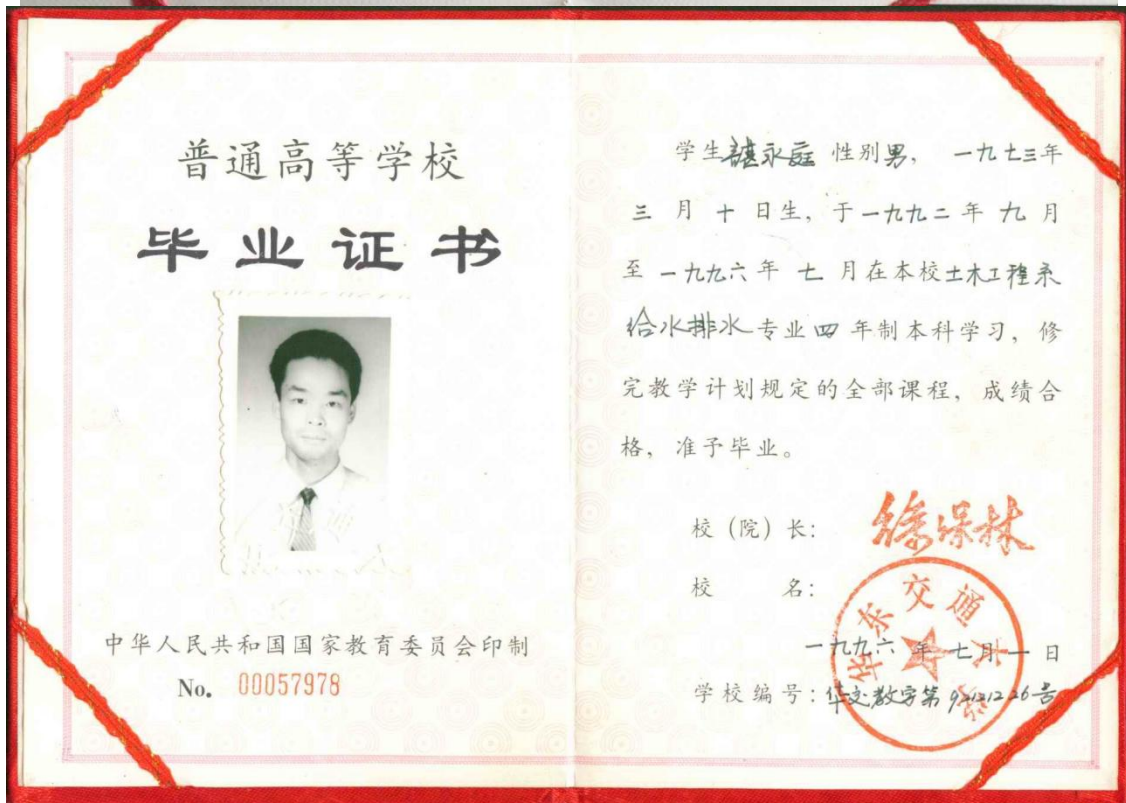 普通高等学校
毕业证书
中华人民共和国国家教育委员会印制
No. 00057978
学生谌永庭 性别男, 一九七三年
三月十日生, 于一九九二年九月
至一九九六年七月在本校土木工程系
给水排水专业四年制本科学习, 修
完教学计划规定的全部课程, 成绩合
格, 准予毕业。
校(院)长: 徐保林
校 名:
华东交通大学
一九九六年七月一日
学校编号: 华交教字第